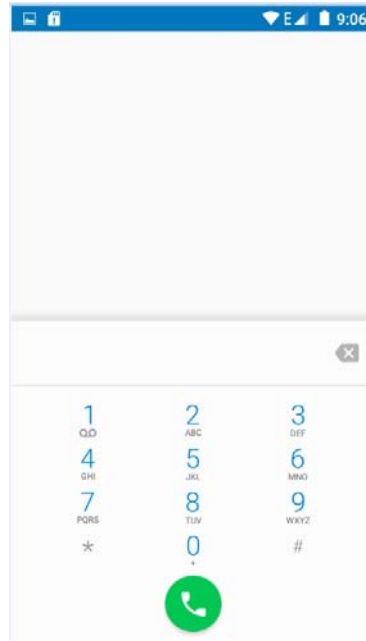 E 9:06
1 2 3
ABC DEF
4 5 6
GHI JKL MNO
7 8 9
PQRS TUV WXYZ
* 0 #
+